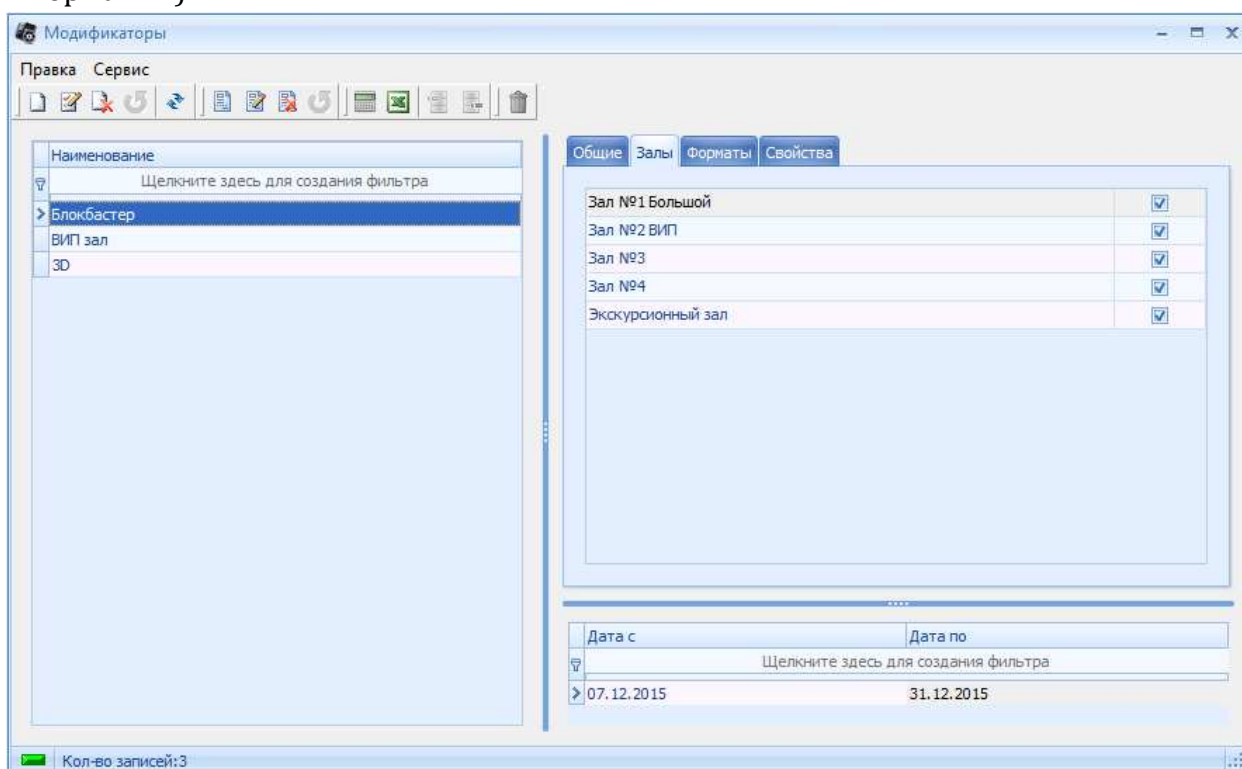 Модификаторы
Правка Сервис
Наименование
Щелкните здесь для создания фильтра
Блокбастер
ВИП зал
3D
Общие Залы Форматы Свойства
Зал №1 Большой
Зал №2 ВИП
Зал №3
Зал №4
Экскурсионный зал
Дата с Дата по
Щелкните здесь для создания фильтра
07.12.2015 31.12.2015
Кол-во записей:3